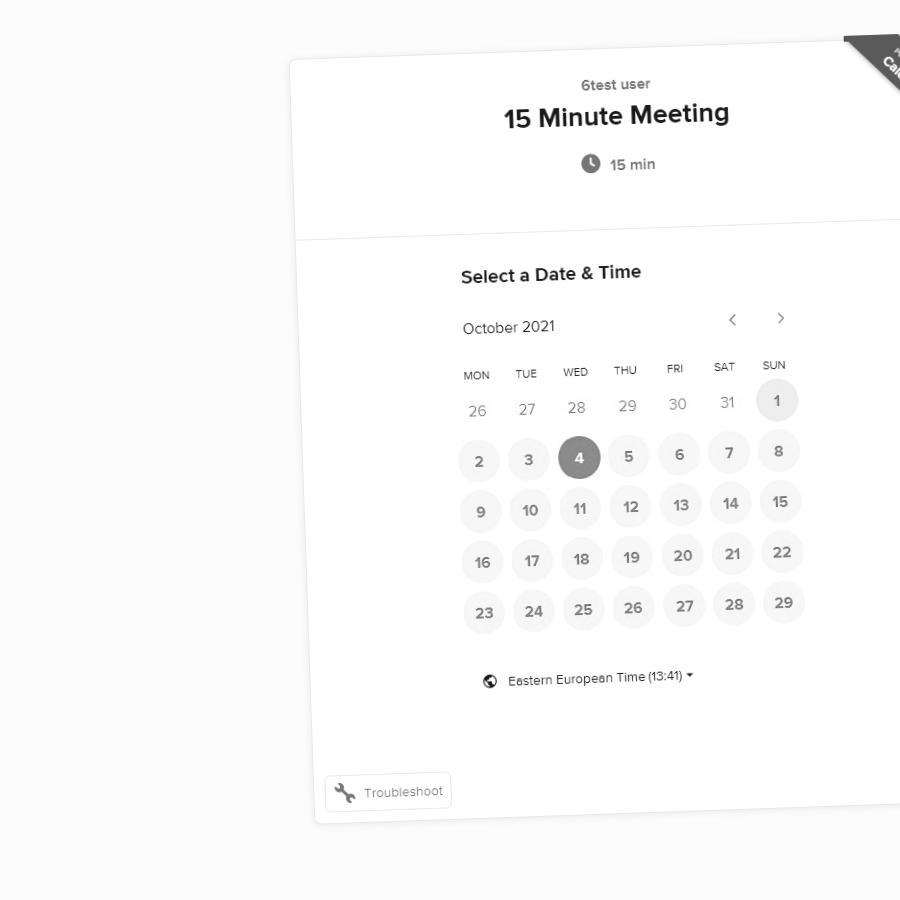 6test user
15 Minute Meeting
15 min
Select a Date & Time
October 2021
MON TUE WED THU FRI SAT SUN
26 27 28 29 30 31 1
2 3 4 5 6 7 8
9 10 11 12 13 14 15
16 17 18 19 20 21 22
23 24 25 26 27 28 29
Eastern European Time (13:41)
Troubleshoot